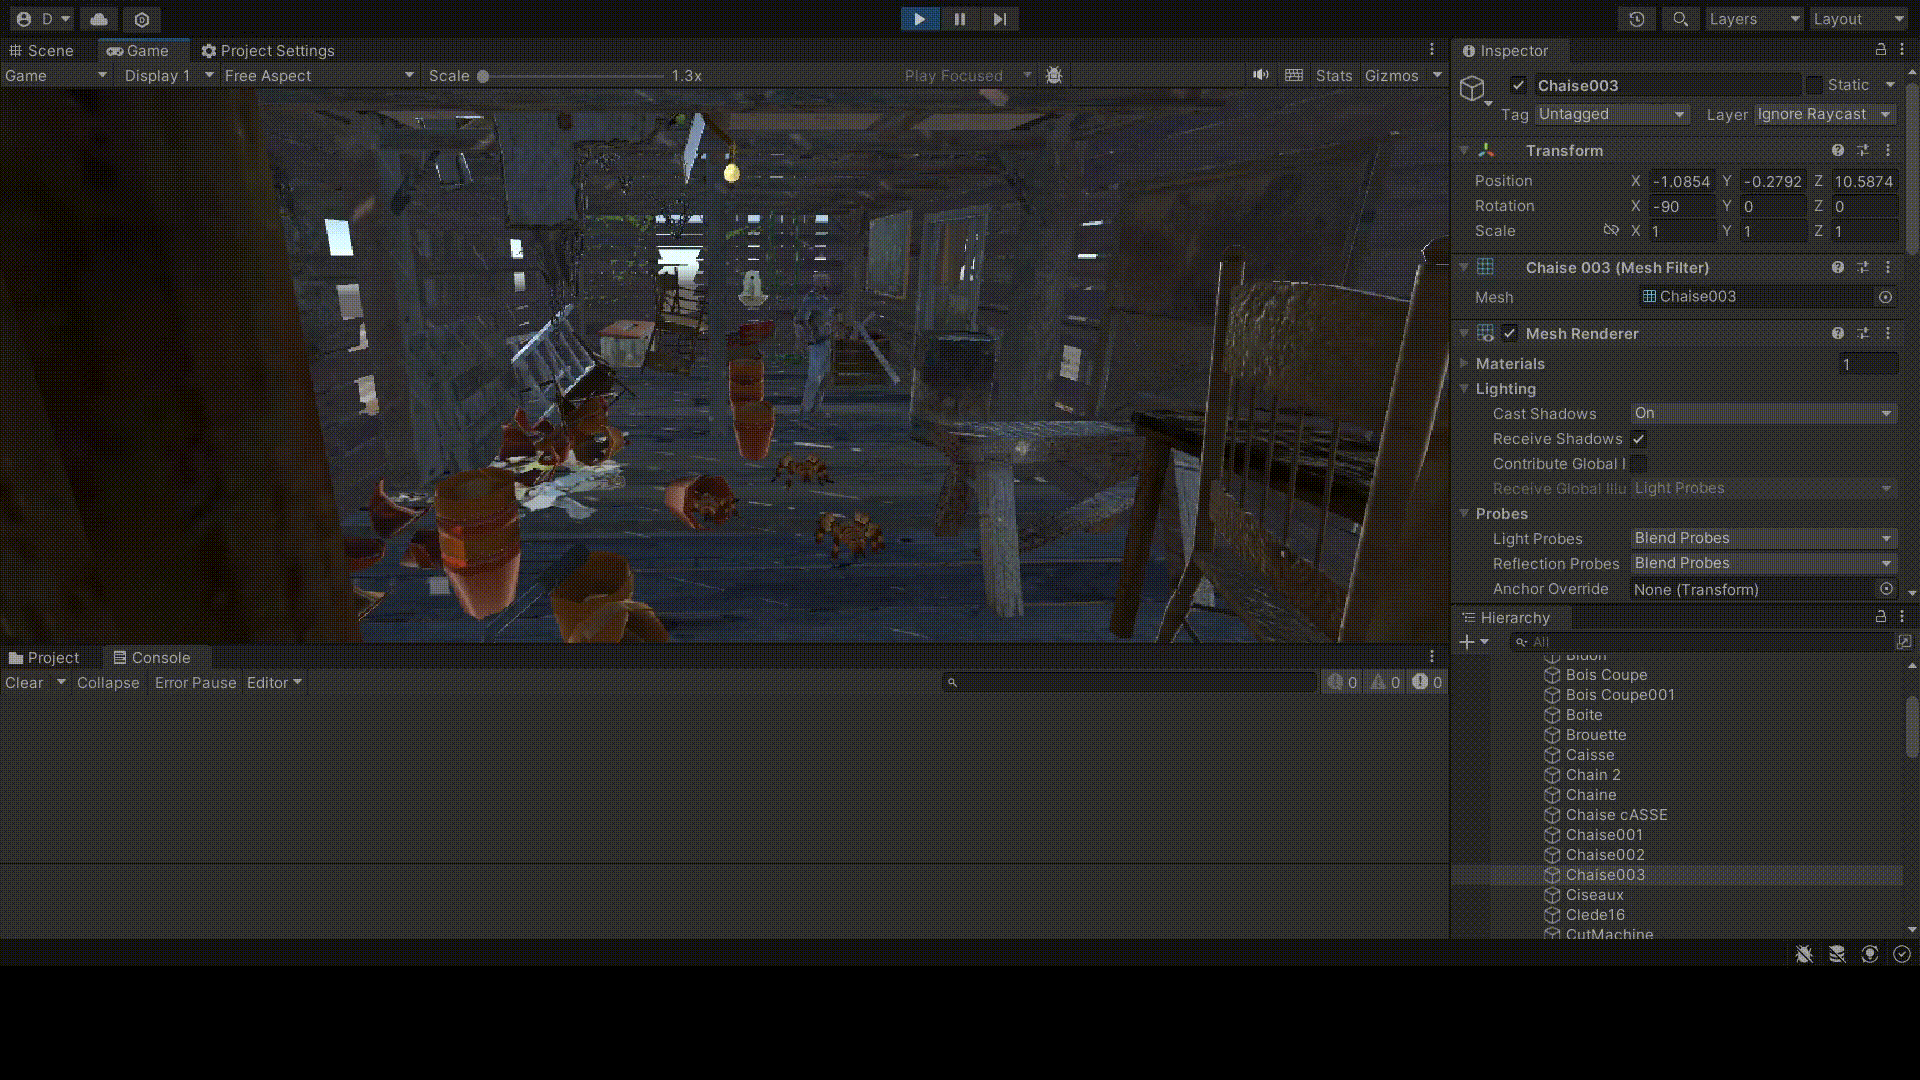 D
Layers
Layout
Scene
Game
Project Settings
Game
Display 1
Free Aspect
Scale
1.3x
Play Focused
Stats
Gizmos
Inspector
Chaise003
Static
Tag
Untagged
Layer
Ignore Raycast
Transform
Position
X -1.0854 Y -0.2792 Z 10.5874
Rotation
X -90 Y 0 Z 0
Scale
X 1 Y 1 Z 1
Chaise 003 (Mesh Filter)
Mesh
Chaise003
Mesh Renderer
Materials
1
Lighting
Cast Shadows
On
Receive Shadows
Contribute Global I
Receive Global Illu
Light Probes
Probes
Light Probes
Blend Probes
Reflection Probes
Blend Probes
Anchor Override
None (Transform)
Project
Console
Clear
Collapse
Error Pause
Editor
0
0
0
Hierarchy
All
Bidon
Bois Coupe
Bois Coupe001
Boite
Brouette
Caisse
Chain 2
Chaine
Chaise cASSE
Chaise001
Chaise002
Chaise003
Ciseaux
Clede16
CutMachine